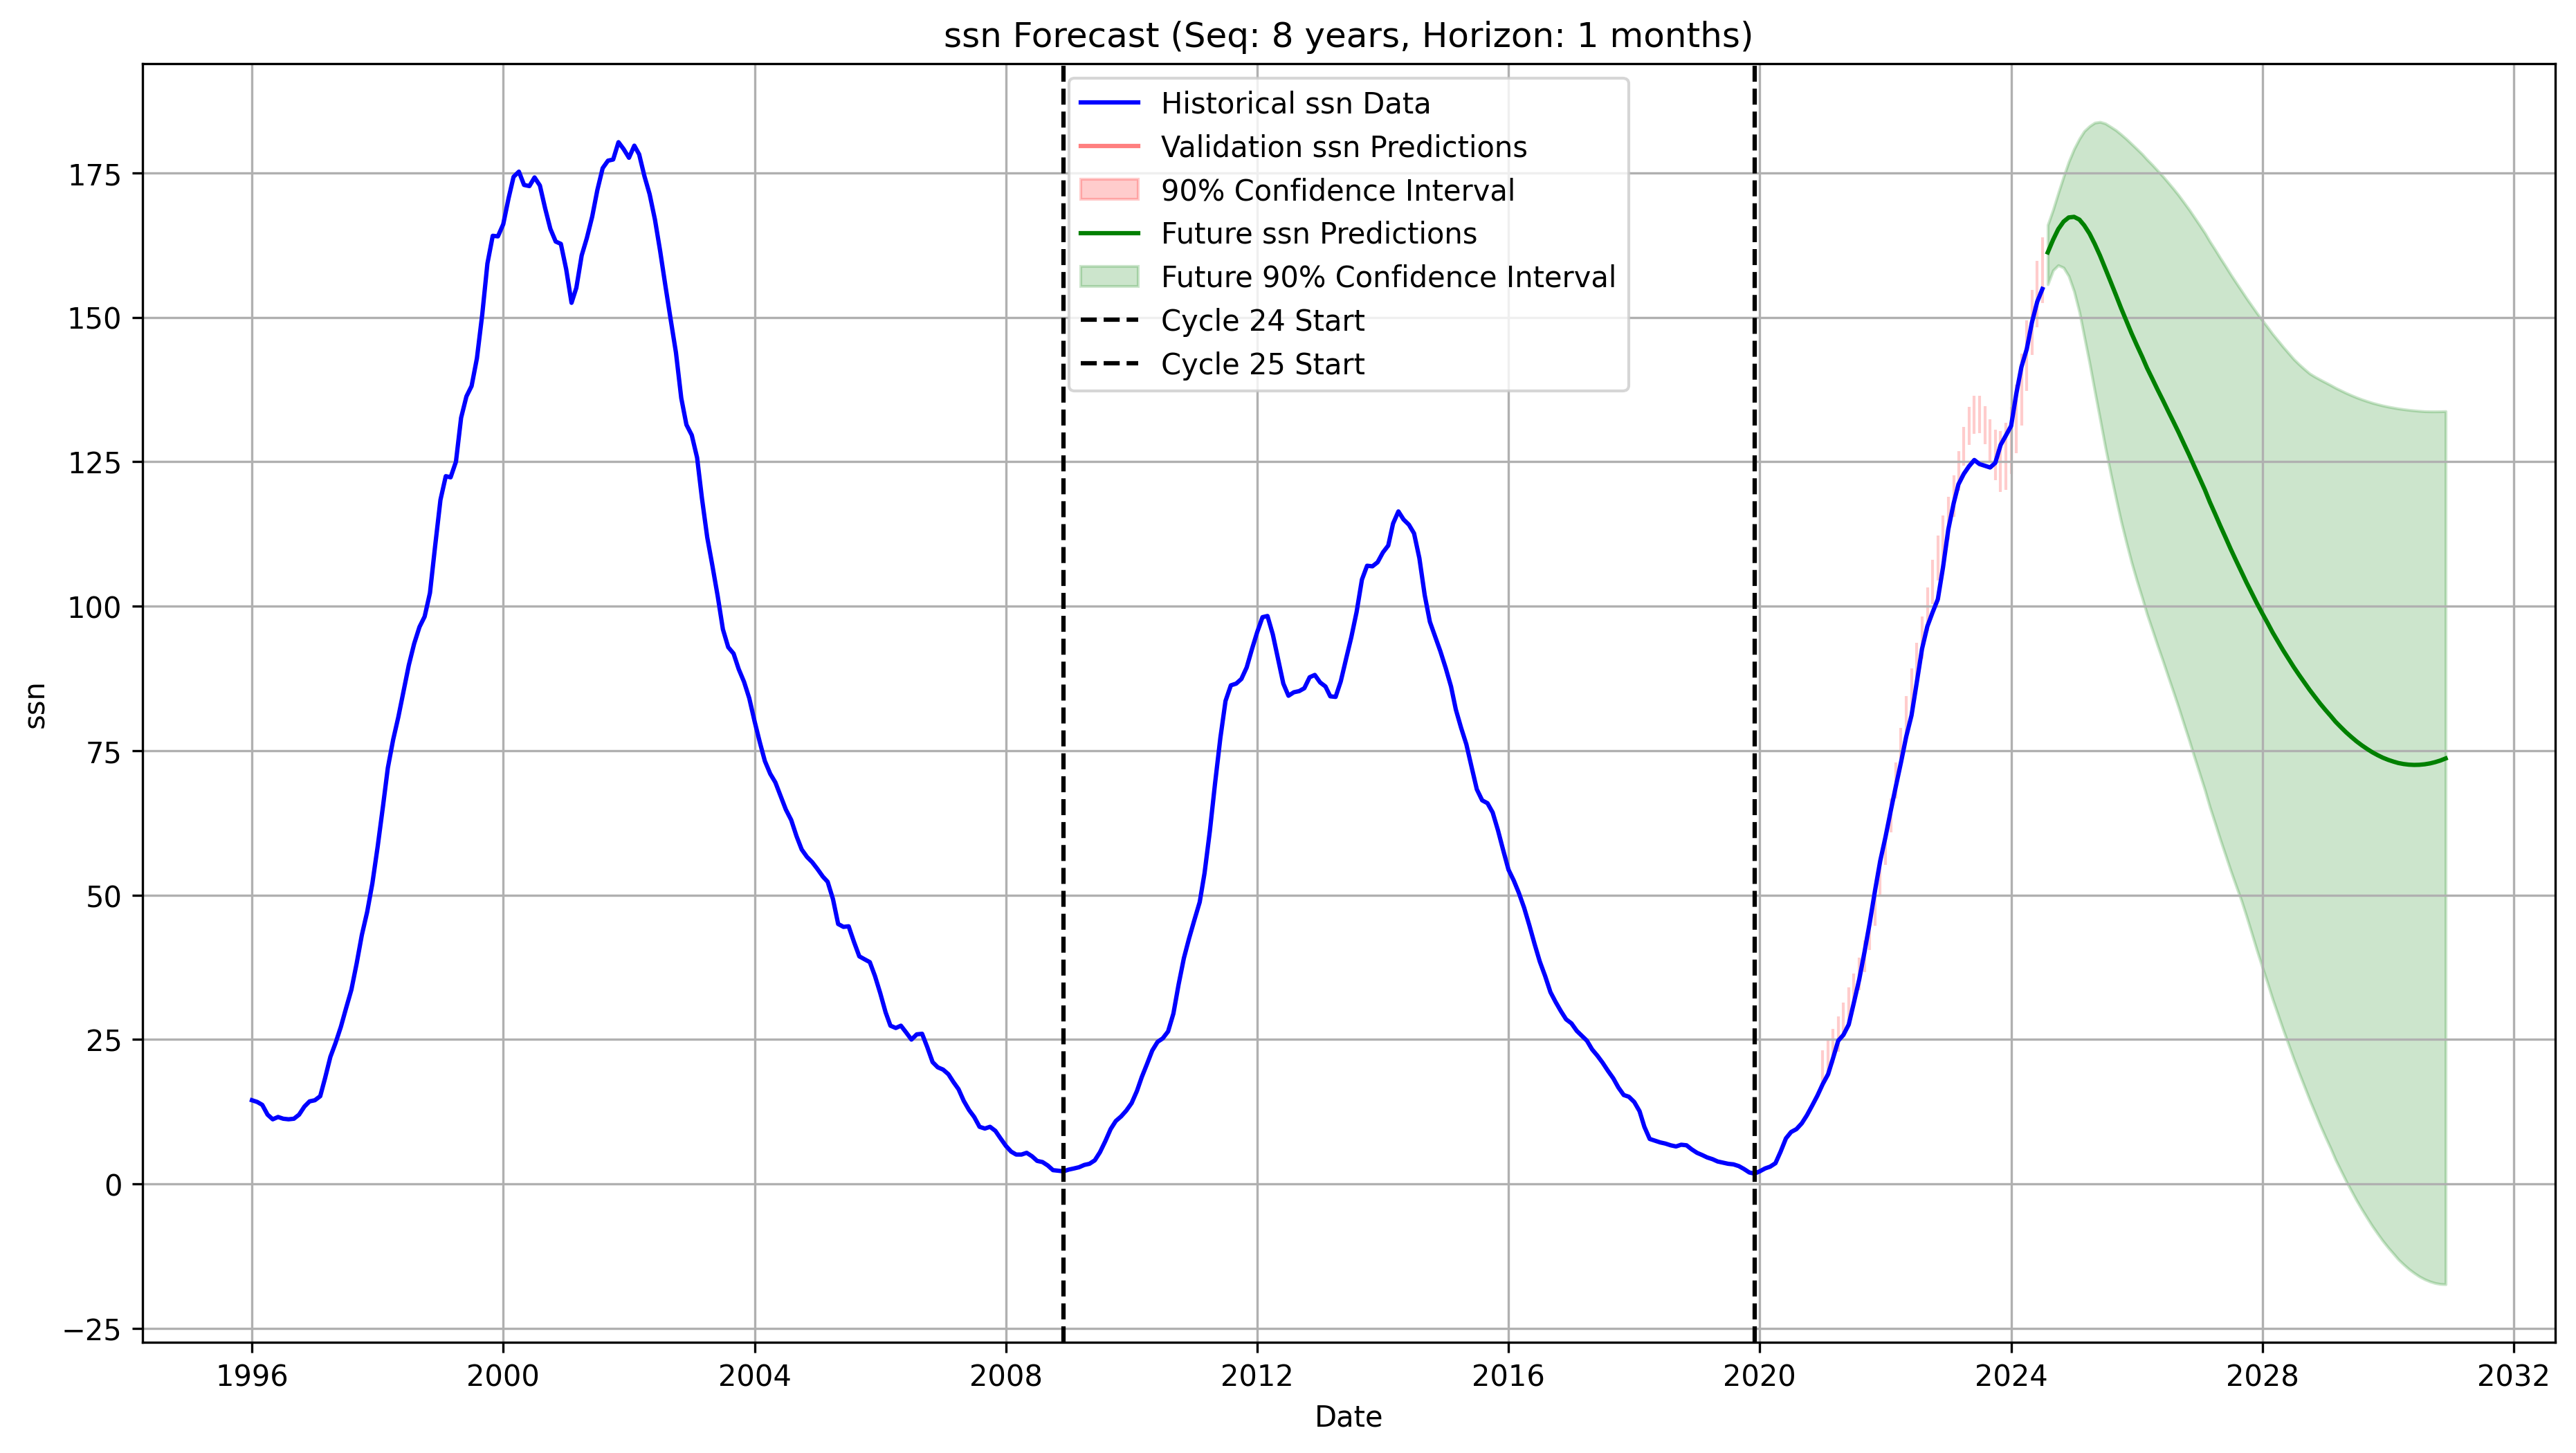 ssn Forecast (Seq: 8 years, Horizon: 1 months)
Historical ssn Data
Validation ssn Predictions
90% Confidence Interval
Future ssn Predictions
Future 90% Confidence Interval
Cycle 24 Start
Cycle 25 Start
ssn
175
150
125
100
75
50
25
0
−25
1996 2000 2004 2008 2012 2016 2020 2024 2028 2032
Date